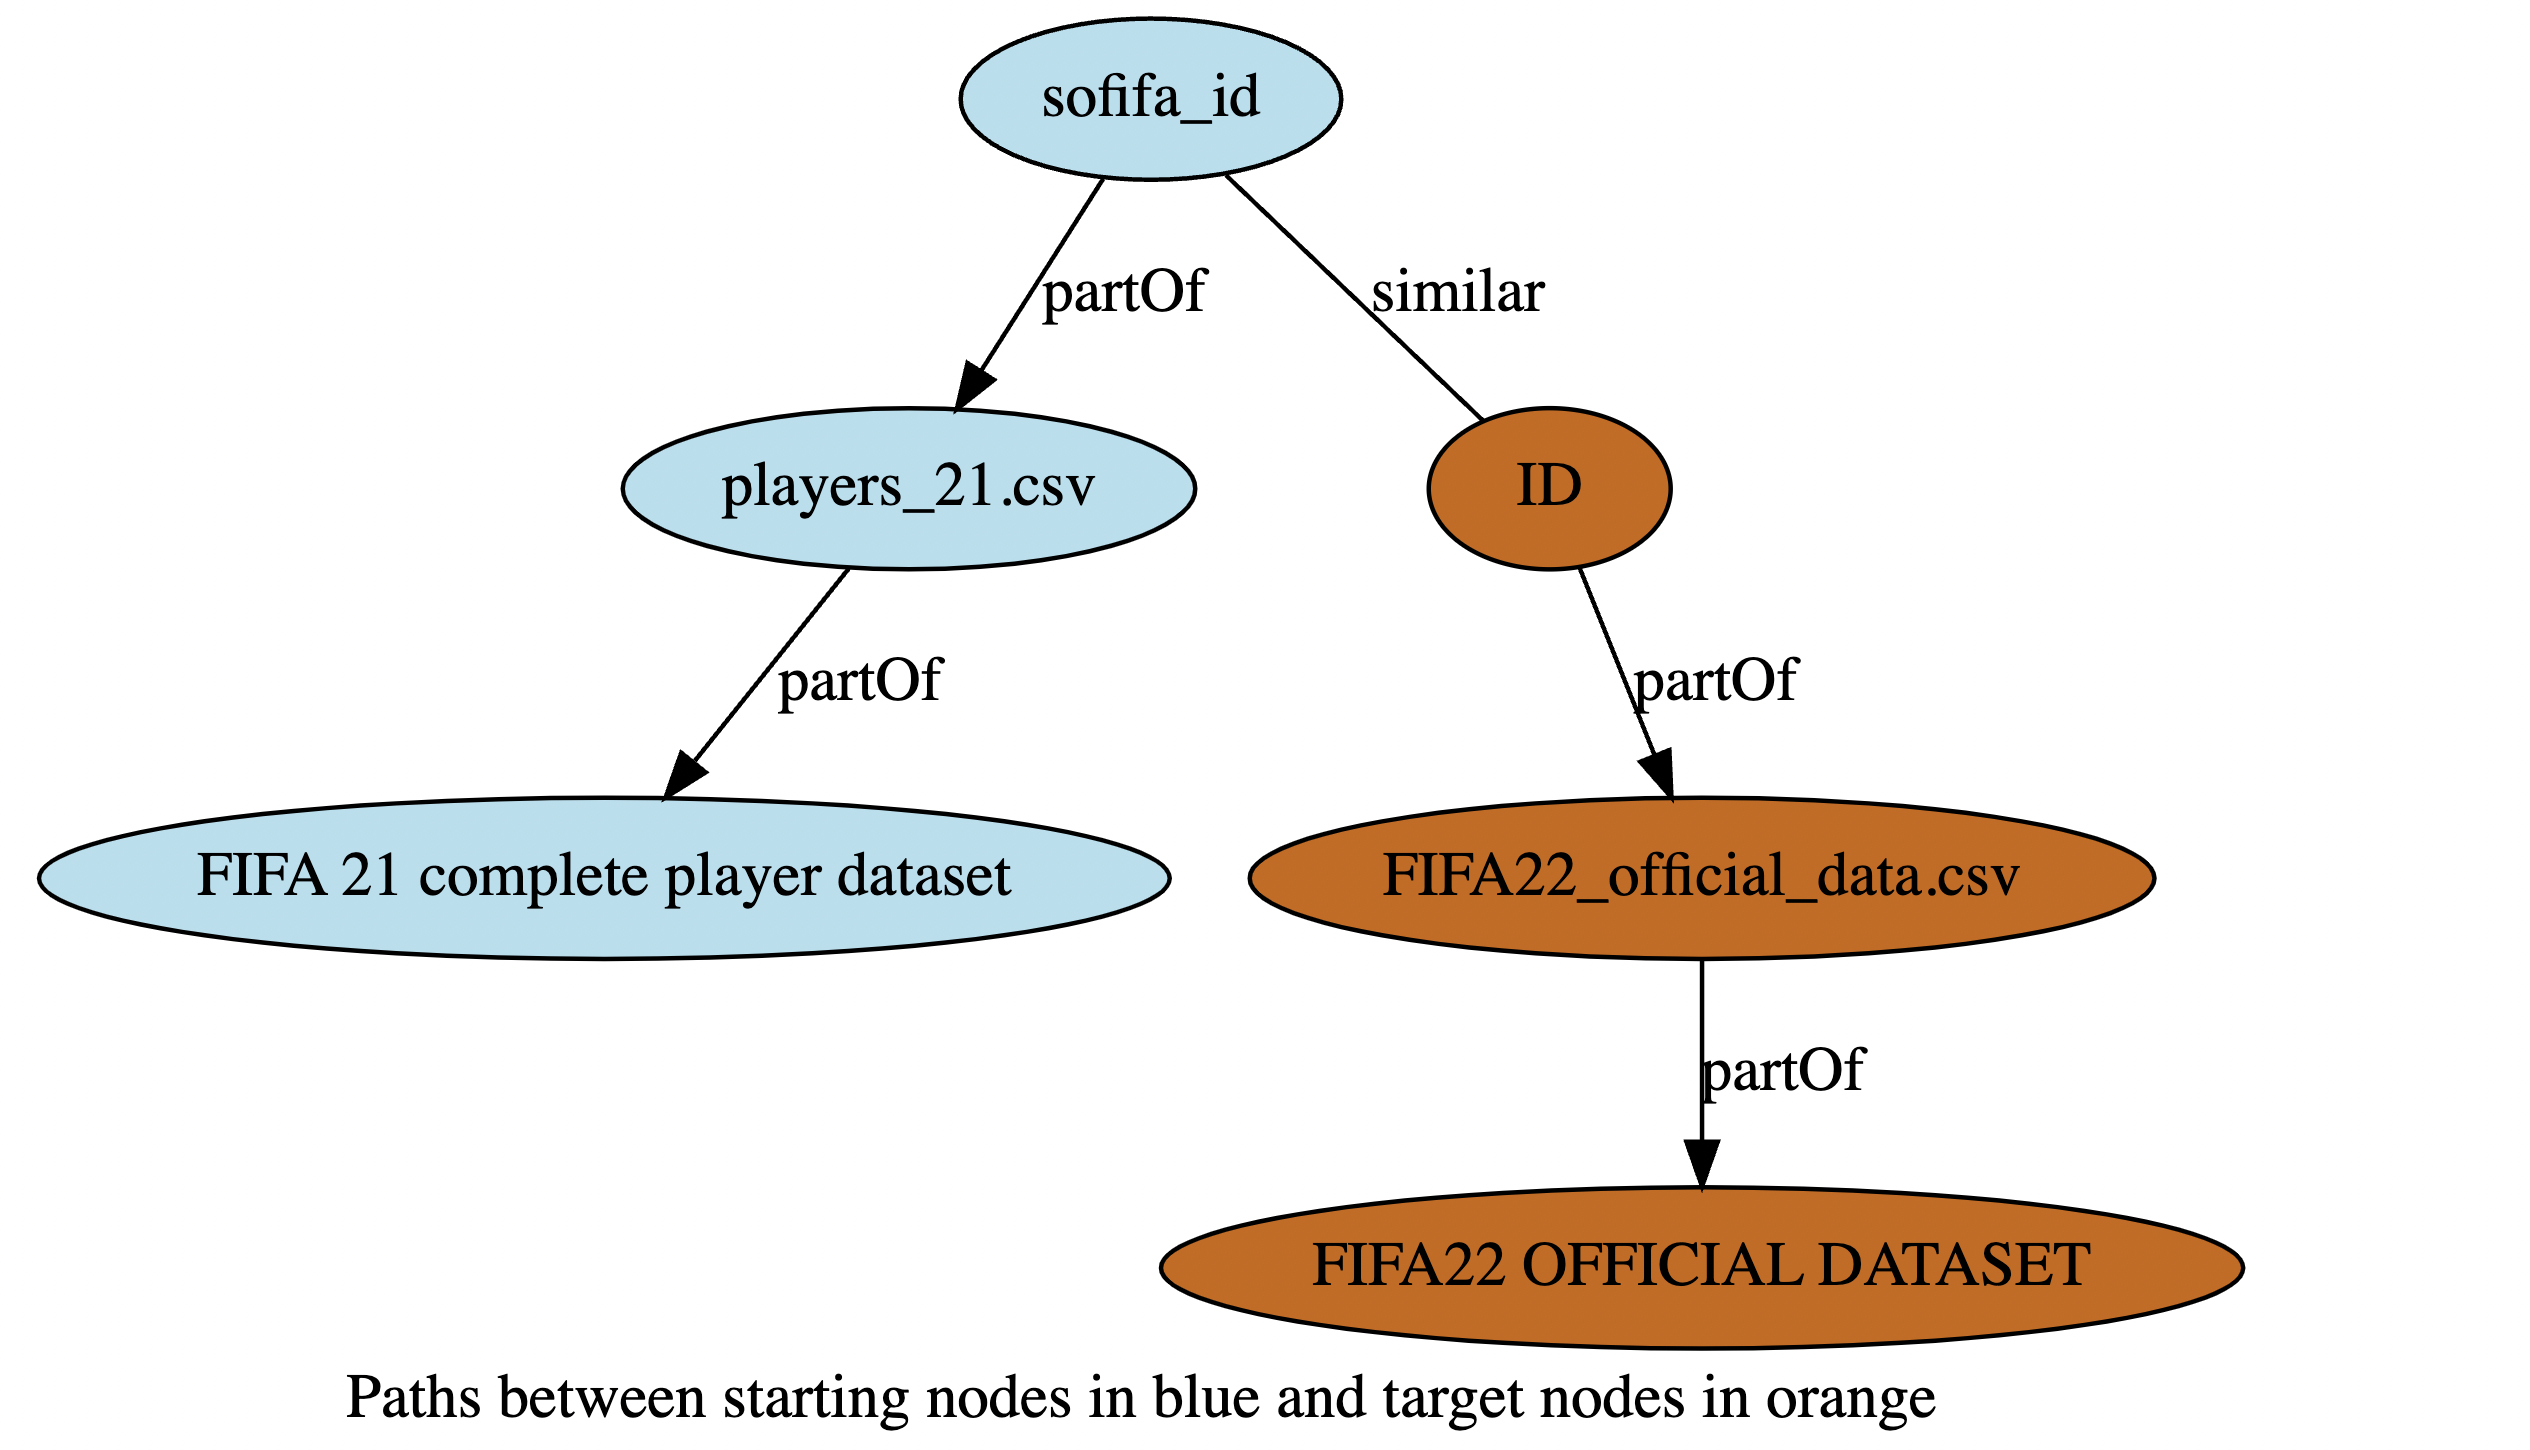 sofifa_id
partOf
similar
players_21.csv
ID
partOf
partOf
FIFA 21 complete player dataset
FIFA22_official_data.csv
partOf
FIFA22 OFFICIAL DATASET
Paths between starting nodes in blue and target nodes in orange